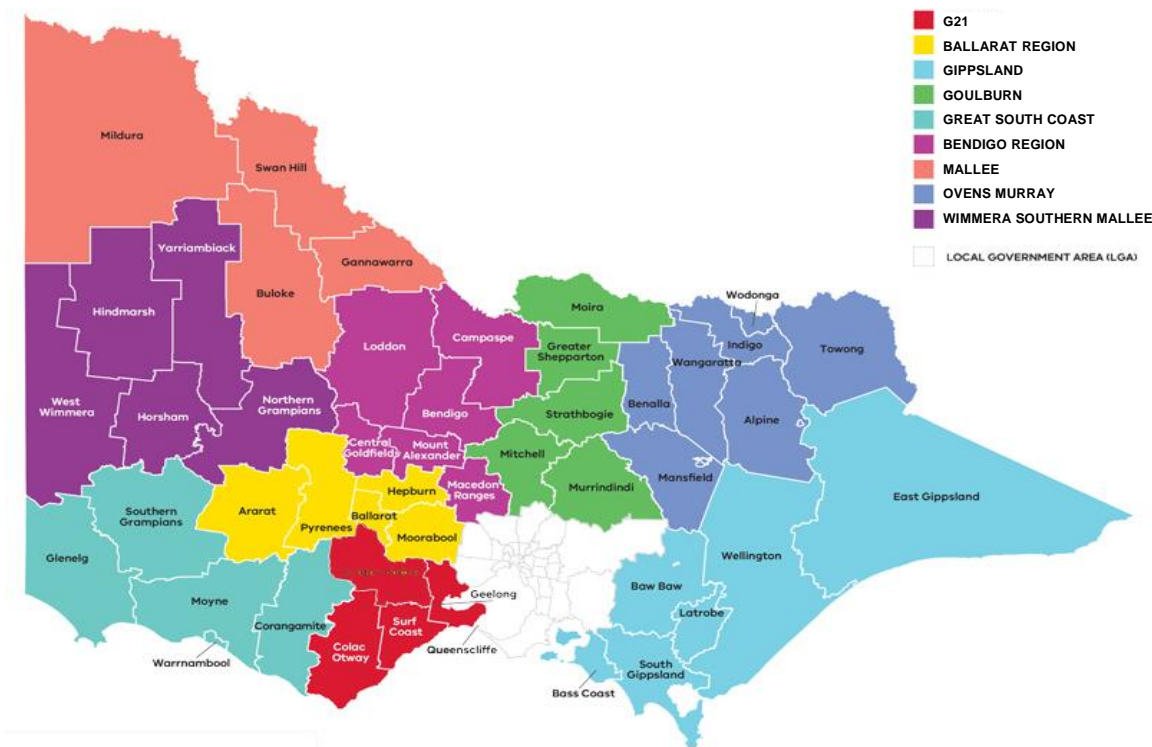 G21
BALLARAT REGION
GIPPSLAND
GOULBURN
GREAT SOUTH COAST
BENDIGO REGION
MALLEE
OVENS MURRAY
WIMMERA SOUTHERN MALLEE
LOCAL GOVERNMENT AREA (LGA)
Mildura
Swan Hill
Yarriambiack
Gannawarra
Buloke
Hindmarsh
Wodonga
Moira
Loddon
Campaspe
Greater
Shepparton
Indigo
Wangaratta
Towong
West
Wimmera
Horsham
Northern
Grampians
Bendigo
Strathbogie
Benalla
Alpine
Central
Goldfields
Mount
Alexander
Mitchell
Murrindindi
Mansfield
Macedon
Ranges
Hepburn
East Gippsland
Southern
Grampians
Ararat
Pyrenees
Ballarat
Moorabool
Wellington
Glenelg
Baw Baw
Geelong
Moyne
Corangamite
Surf
Coast
Latrobe
Colac
Otway
Queenscliffe
Warrnambool
South
Gippsland
Bass Coast